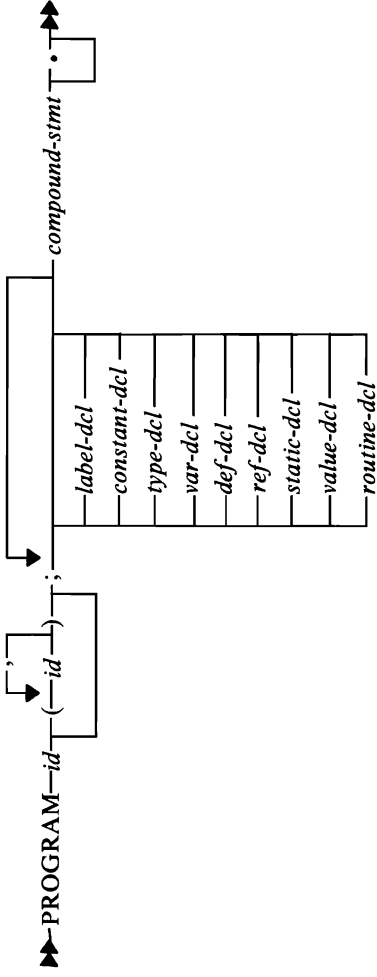 PROGRAM id ( id , ) ;
label-dcl
constant-dcl
type-dcl
var-dcl
def-dcl
ref-dcl
static-dcl
value-dcl
routine-dcl
compound-stmt .